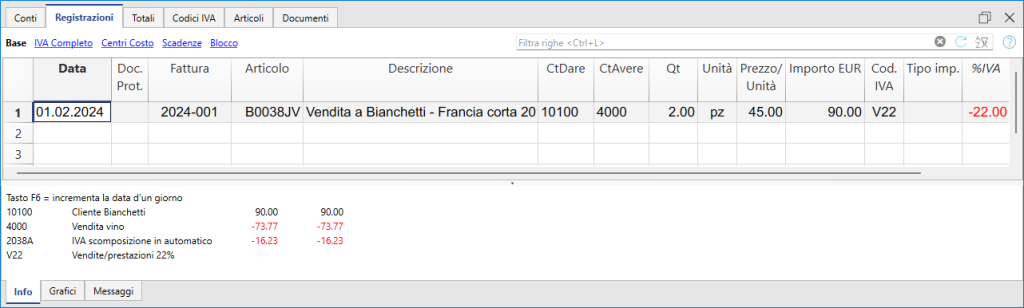 Conti Registrazioni Totali Codici IVA Articoli Documenti
Base IVA Completo Centri Costo Scadenze Blocco Filtra righe <Ctrl+L>
Data Doc. Prot. Fattura Articolo Descrizione CtDare CtAvere Qt Unità Prezzo/ Unità Importo EUR Cod. IVA Tipo imp. %IVA
1 01.02.2024 2024-001 B0038JV Vendita a Bianchetti - Francia corta 20 10100 4000 2.00 pz 45.00 90.00 V22 -22.00
2
3
Tasto F6 = incrementa la data d'un giorno
10100 Cliente Bianchetti 90.00 90.00
4000 Vendita vino -73.77 -73.77
2038A IVA scomposizione in automatico -16.23 -16.23
V22 Vendite/prestazioni 22%
Info Grafici Messaggi